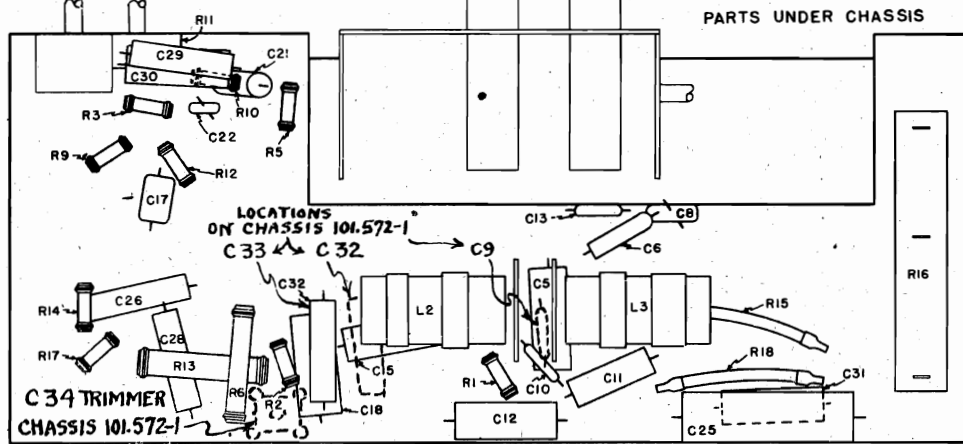 PARTS UNDER CHASSIS
R11
C29
C21
C30
R10
R3
C22
R5
R9
R12
C17
LOCATIONS
ON CHASSIS 101.572-1
C33 C32
C9
C13
C8
C6
R16
C32
C5
L2
L3
R15
R14
C26
C28
R17
R13
C15
R1
C10
C11
R18
C31
R6
R2
C18
C12
C25
C34 TRIMMER
CHASSIS 101.572-1